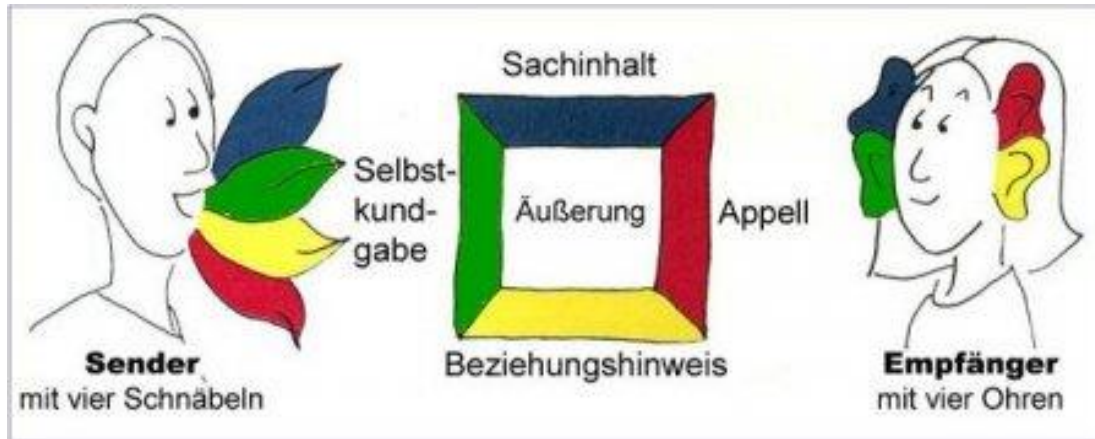 Sachinhalt
Selbst-
kund-
gabe
Äußerung
Appell
Beziehungshinweis
Sender
mit vier Schnäbeln
Empfänger
mit vier Ohren